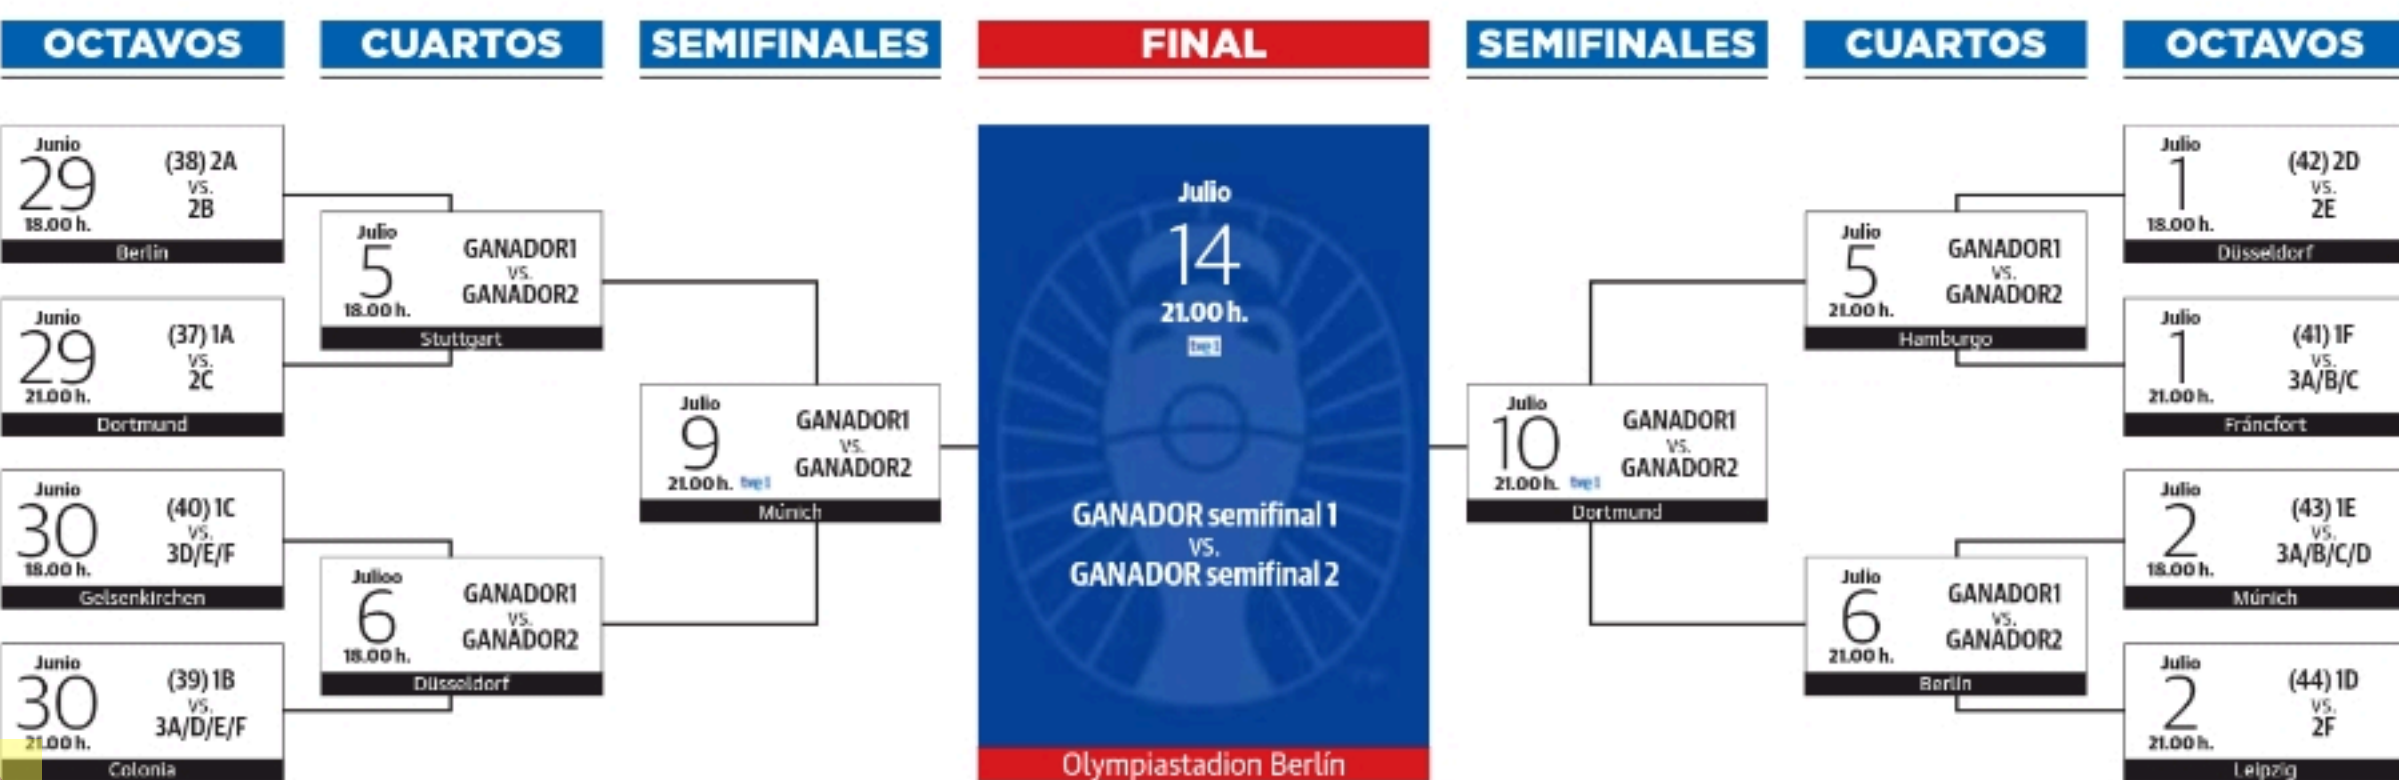 OCTAVOS
CUARTOS
SEMIFINALES
FINAL
SEMIFINALES
CUARTOS
OCTAVOS
Junio
29
18.00 h.
(38) 2A
VS.
2B
Berlín
Junio
29
21.00 h.
(37) 1A
VS.
2C
Dortmund
Junio
30
18.00 h.
(40) 1C
VS.
3D/E/F
Gelsenkirchen
Junio
30
21.00 h.
(39) 1B
VS.
3A/D/E/F
Colonia
Julio
5
18.00 h.
GANADOR1
VS.
GANADOR2
Stuttgart
Julioo
6
18.00 h.
GANADOR1
VS.
GANADOR2
Düsseldorf
Julio
9
21.00 h. tve1
GANADOR1
VS.
GANADOR2
Múnich
Julio
14
21.00 h.
tve1
GANADOR semifinal 1
VS.
GANADOR semifinal 2
Olympiastadion Berlín
Julio
10
21.00 h. tve1
GANADOR1
VS.
GANADOR2
Dortmund
Julio
5
21.00 h.
GANADOR1
VS.
GANADOR2
Hamburgo
Julio
6
21.00 h.
GANADOR1
VS.
GANADOR2
Berlín
Julio
1
18.00 h.
(42) 2D
VS.
2E
Düsseldorf
Julio
1
21.00 h.
(41) 1F
VS.
3A/B/C
Fráncfort
Julio
2
18.00 h.
(43) 1E
VS.
3A/B/C/D
Múnich
Julio
2
21.00 h.
(44) 1D
VS.
2F
Leipzig